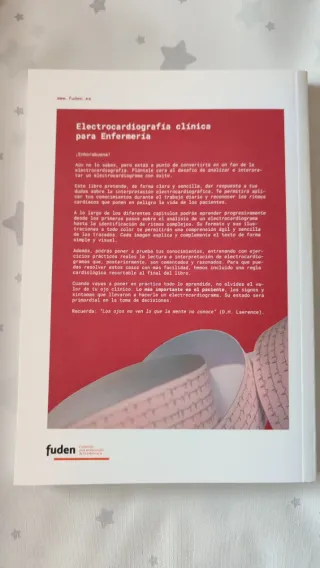 www.fuden.es
Electrocardiografía clínica
para Enfermería
¡Enhorabuena!
Aún no lo sabes, pero estás a punto de convertirte en un fan de la
electrocardiografía. Plantéate será el desafío de analizar e interpre-
tar un electrocardiograma con éxito.
Este libro pretende, de forma clara y sencilla, dar respuesta a tus
dudas sobre la interpretación electrocardiográfica. Te permitirá apli-
car tus conocimientos durante el trabajo diario y reconocer los ritmos
cardiacos que ponen en peligro la vida de los pacientes.
A lo largo de los diferentes capítulos podrás aprender progresivamente
desde los primeros pasos sobre el análisis de un electrocardiograma
hasta la identificación de ritmos complejos. Su formato y sus ilus-
traciones a todo color te permitirá una comprensión ágil y sencilla
de los trazados. Cada imagen explica y complementa el texto de forma
simple y visual.
Además, podrás poner a prueba tus conocimientos, entrenando con ejer-
cicios prácticos reales la lectura e interpretación de electrocardio-
gramas que, posteriormente, son comentados y razonados. Para que pue-
das resolver estos casos con más facilidad, hemos incluido una regla
cardiológica recortable al final del libro.
Cuando vayas a poner en práctica todo lo aprendido, no olvides el va-
lor de tu ojo clínico. Lo más importante es el paciente, los signos y
síntomas que llevaron a hacerle un electrocardiograma. Su estado será
primordial en la toma de decisiones.
Recuerda: "Los ojos no ven lo que la mente no conoce" (D.H. Lawrence).
fuden